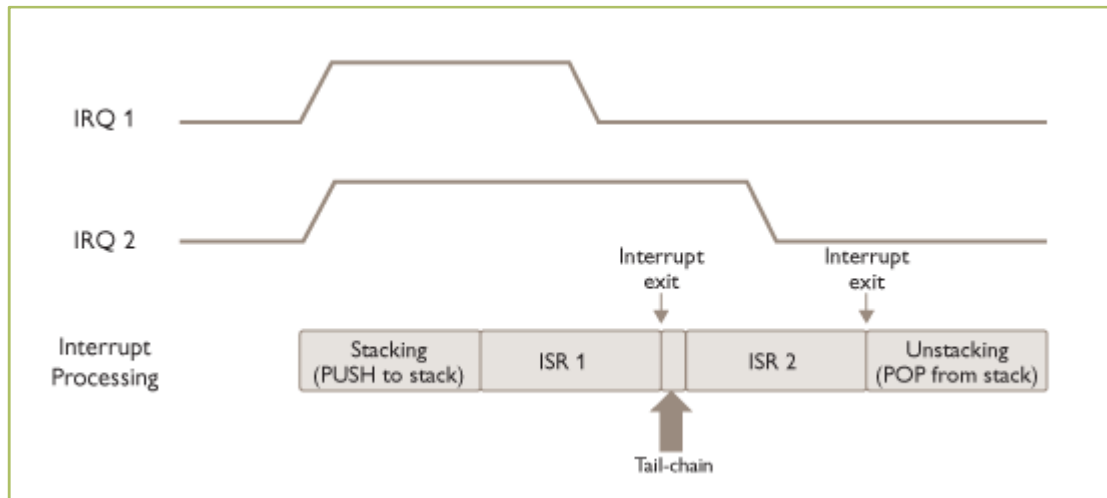 IRQ 1
IRQ 2
Interrupt
exit
Interrupt
exit
Interrupt
Processing
Stacking
(PUSH to stack)
ISR 1
ISR 2
Unstacking
(POP from stack)
Tail-chain